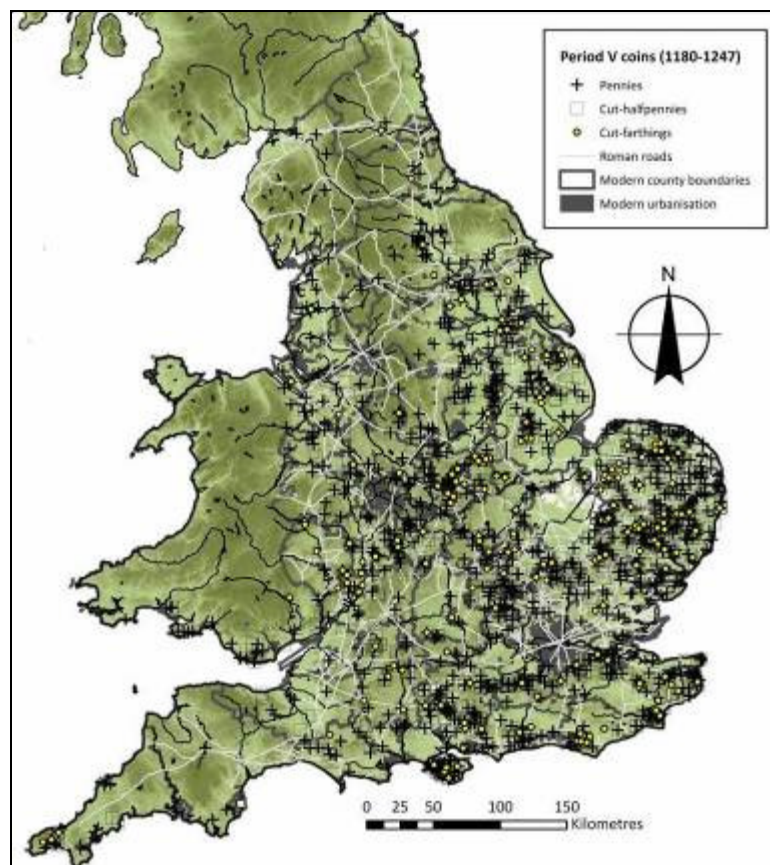 Period V coins (1180-1247)
Pennies
Cut-halfpennies
Cut-farthings
Roman roads
Modern county boundaries
Modern urbanisation
N
0 25 50 100 150
Kilometres